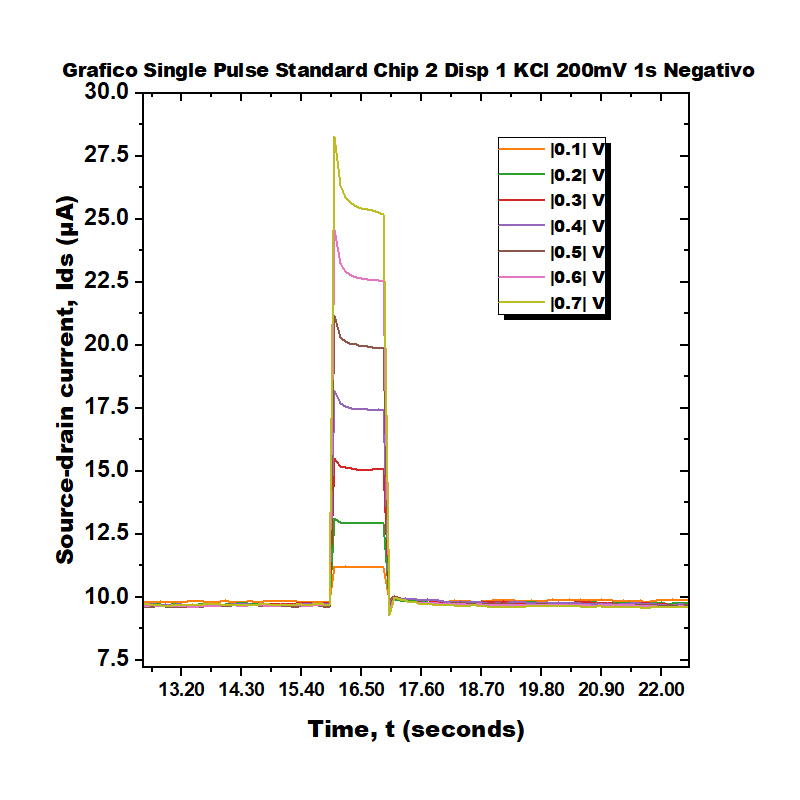 Grafico Single Pulse Standard Chip 2 Disp 1 KCl 200mV 1s Negativo
30.0
27.5
25.0
22.5
20.0
17.5
15.0
12.5
10.0
7.5
Source-drain current, Ids (µA)
|0.1| V
|0.2| V
|0.3| V
|0.4| V
|0.5| V
|0.6| V
|0.7| V
13.20 14.30 15.40 16.50 17.60 18.70 19.80 20.90 22.00
Time, t (seconds)